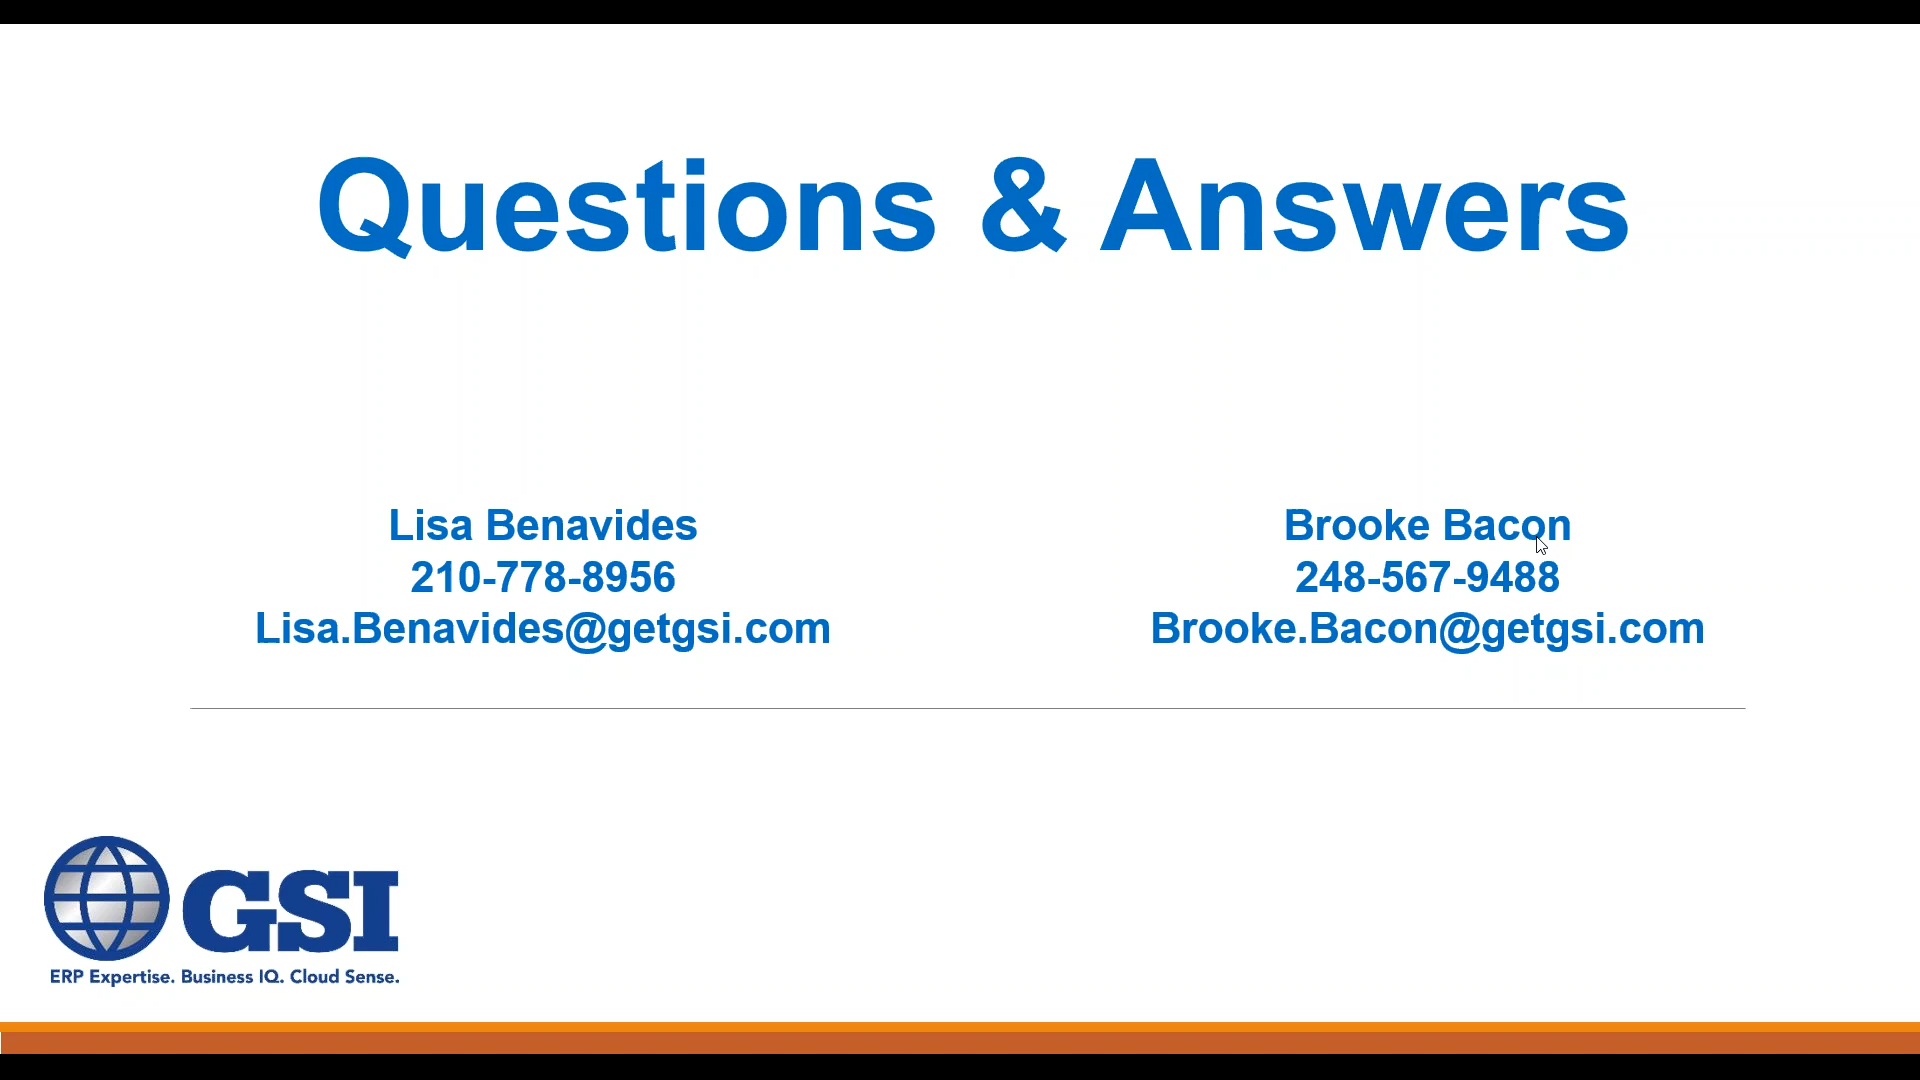 Questions & Answers
Lisa Benavides
210-778-8956
Lisa.Benavides@getgsi.com
Brooke Bacon
248-567-9488
Brooke.Bacon@getgsi.com
GSI
ERP Expertise. Business IQ. Cloud Sense.